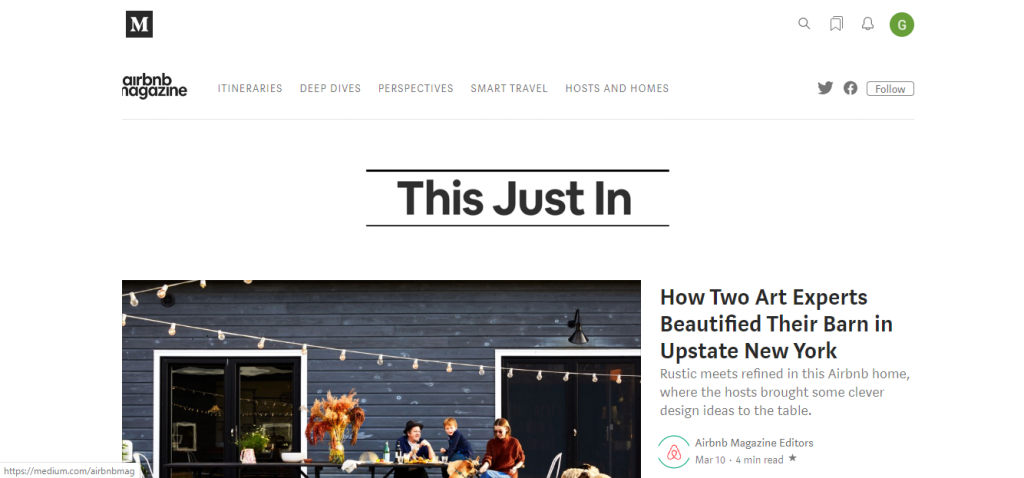 M
G
airbnb
magazine
ITINERARIES DEEP DIVES PERSPECTIVES SMART TRAVEL HOSTS AND HOMES
Follow
This Just In
How Two Art Experts
Beautified Their Barn in
Upstate New York
Rustic meets refined in this Airbnb home,
where the hosts brought some clever
design ideas to the table.
Airbnb Magazine Editors
Mar 10 · 4 min read ★
https://medium.com/airbnbmag